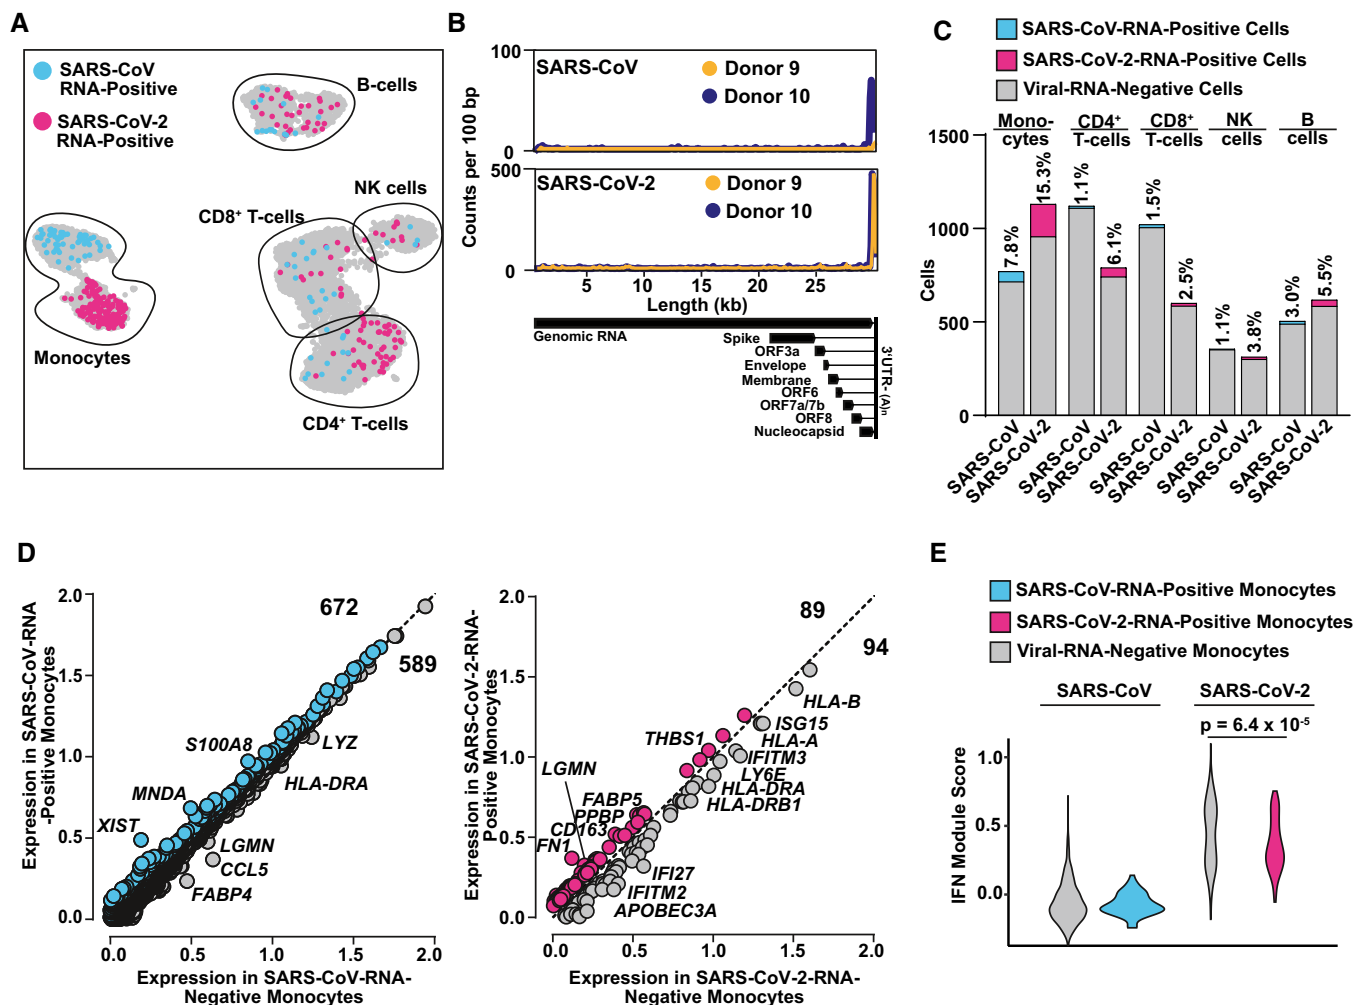 A
SARS-CoV
RNA-Positive
SARS-CoV-2
RNA-Positive
B-cells
NK cells
CD8+ T-cells
Monocytes
CD4+ T-cells
B
Counts per 100 bp
100
0
SARS-CoV
Donor 9
Donor 10
500
0
SARS-CoV-2
Donor 9
Donor 10
5
10
15
20
25
Length (kb)
Genomic RNA
Spike
ORF3a
Envelope
Membrane
ORF6
ORF7a/7b
ORF8
Nucleocapsid
3'UTR- (A)n
C
SARS-CoV-RNA-Positive Cells
SARS-CoV-2-RNA-Positive Cells
Viral-RNA-Negative Cells
Mono-
cytes
CD4+
T-cells
CD8+
T-cells
NK
cells
B
cells
Cells
1500
1000
500
0
7.8%
15.3%
1.1%
6.1%
1.5%
2.5%
1.1%
3.8%
3.0%
5.5%
SARS-CoV
SARS-CoV-2
SARS-CoV
SARS-CoV-2
SARS-CoV
SARS-CoV-2
SARS-CoV
SARS-CoV-2
SARS-CoV
SARS-CoV-2
D
Expression in SARS-CoV-RNA
-Positive Monocytes
2.0
1.5
1.0
0.5
0.0
672
589
S100A8
MNDA
XIST
LYZ
HLA-DRA
LGMN
CCL5
FABP4
0.0
0.5
1.0
1.5
2.0
Expression in SARS-CoV-RNA-
Negative Monocytes
Expression in SARS-CoV-2-RNA-
Positive Monocytes
2.0
1.5
1.0
0.5
0.0
89
94
HLA-B
ISG15
THBS1
HLA-A
IFITM3
LGMN
LY6E
HLA-DRA
FABP5
HLA-DRB1
PPBP
CD163
FN1
IFI27
IFITM2
APOBEC3A
0.0
0.5
1.0
1.5
2.0
Expression in SARS-CoV-2-RNA-
Negative Monocytes
E
SARS-CoV-RNA-Positive Monocytes
SARS-CoV-2-RNA-Positive Monocytes
Viral-RNA-Negative Monocytes
SARS-CoV
SARS-CoV-2
p = 6.4 x 10-5
IFN Module Score
1.0
0.5
0.0